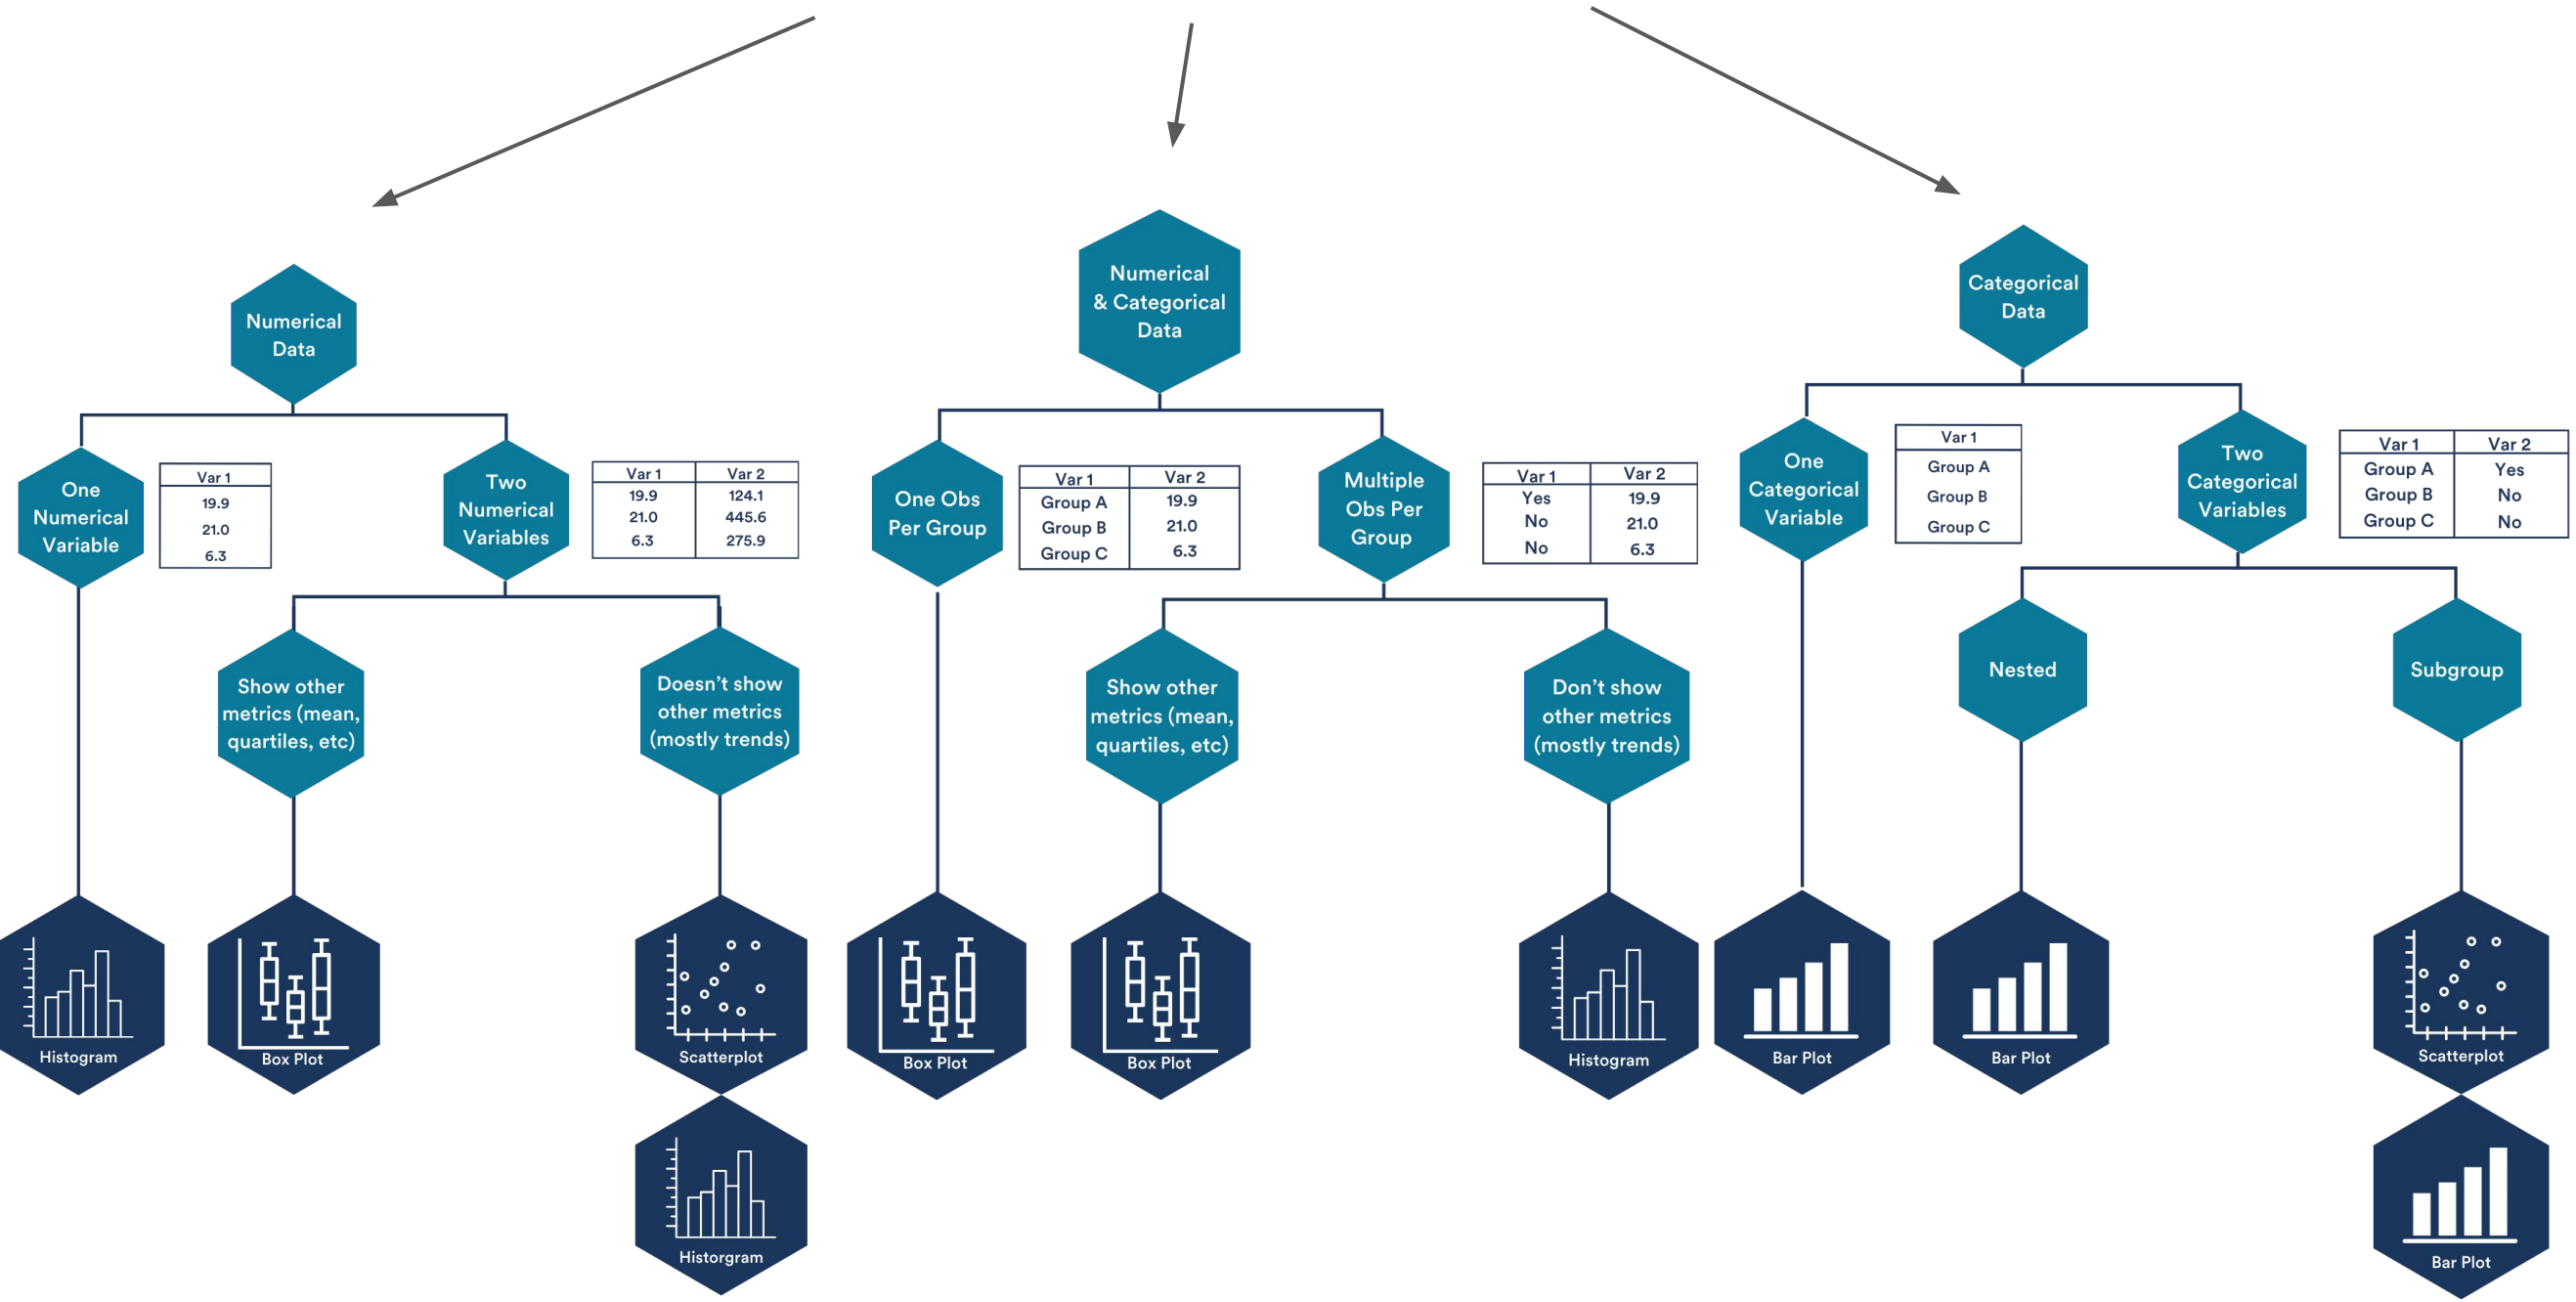 Numerical
Data
Numerical
& Categorical
Data
Categorical
Data
One
Numerical
Variable
Var 1
19.9
21.0
6.3
Two
Numerical
Variables
Var 1 Var 2
19.9 124.1
21.0 445.6
6.3 275.9
One Obs
Per Group
Var 1 Var 2
Group A 19.9
Group B 21.0
Group C 6.3
Multiple
Obs Per
Group
Var 1 Var 2
Yes 19.9
No 21.0
No 6.3
One
Categorical
Variable
Var 1
Group A
Group B
Group C
Two
Categorical
Variables
Var 1 Var 2
Group A Yes
Group B No
Group C No
Show other
metrics (mean,
quartiles, etc)
Doesn't show
other metrics
(mostly trends)
Show other
metrics (mean,
quartiles, etc)
Don't show
other metrics
(mostly trends)
Nested
Subgroup
Histogram
Box Plot
Scatterplot
Box Plot
Box Plot
Histogram
Bar Plot
Bar Plot
Scatterplot
Historgram
Bar Plot